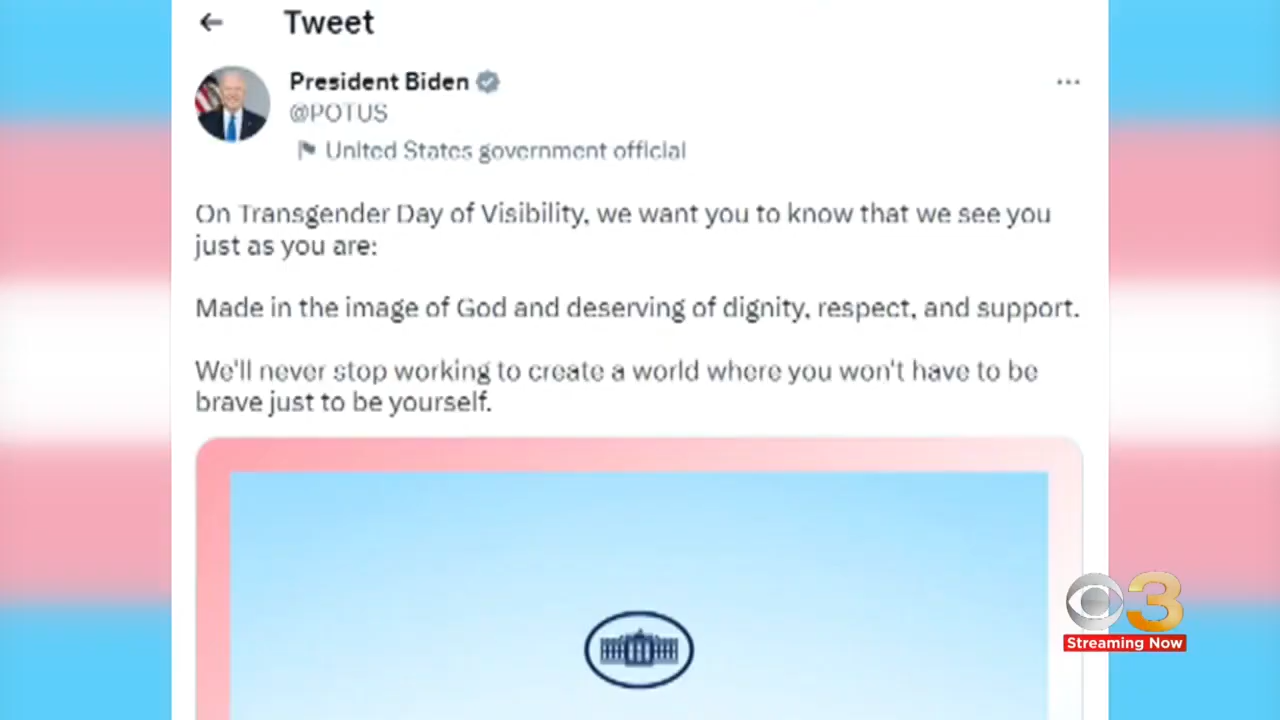 Tweet
President Biden
@POTUS
United States government official
On Transgender Day of Visibility, we want you to know that we see you
just as you are:
Made in the image of God and deserving of dignity, respect, and support.
We'll never stop working to create a world where you won't have to be
brave just to be yourself.
3
Streaming Now